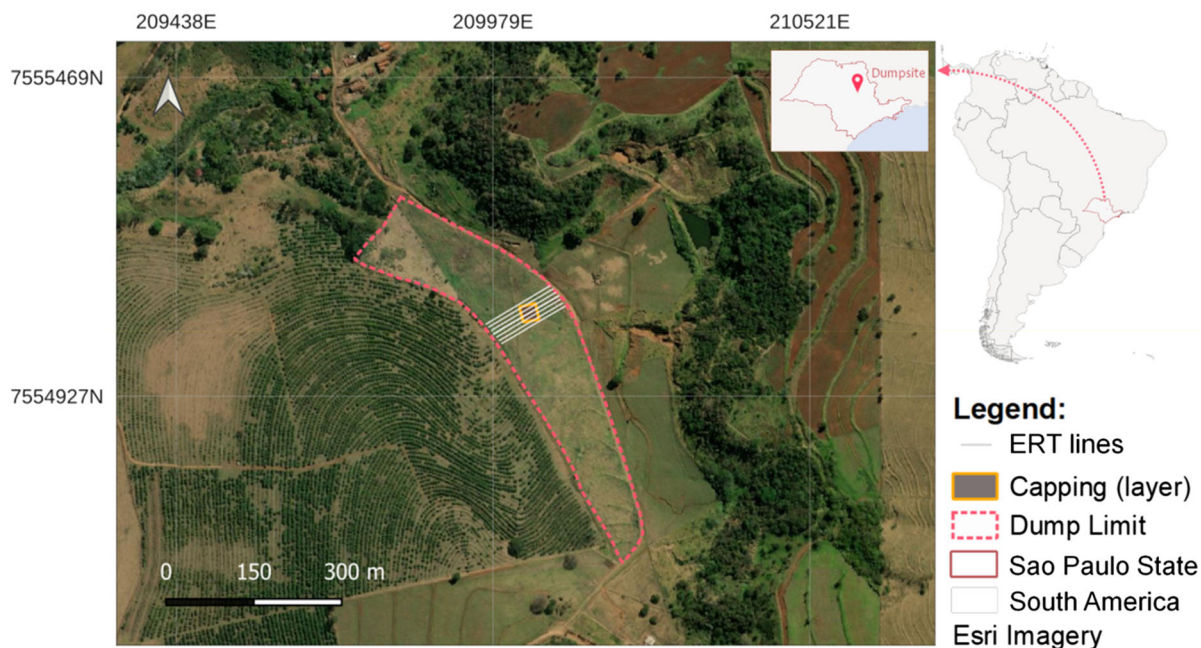 209438E 209979E 210521E
7555469N
Dumpsite
7554927N
0 150 300 m
Legend:
ERT lines
Capping (layer)
Dump Limit
Sao Paulo State
South America
Esri Imagery